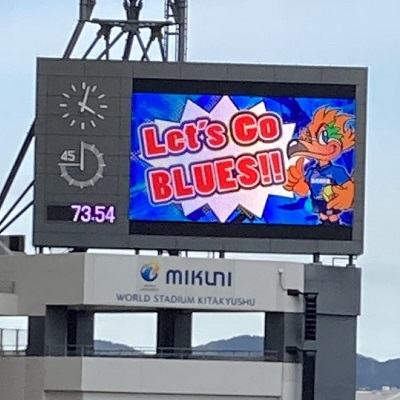 Let's Go
BLUES!!
45
73.54
MIKUNI
WORLD STADIUM KITAKYUSHU